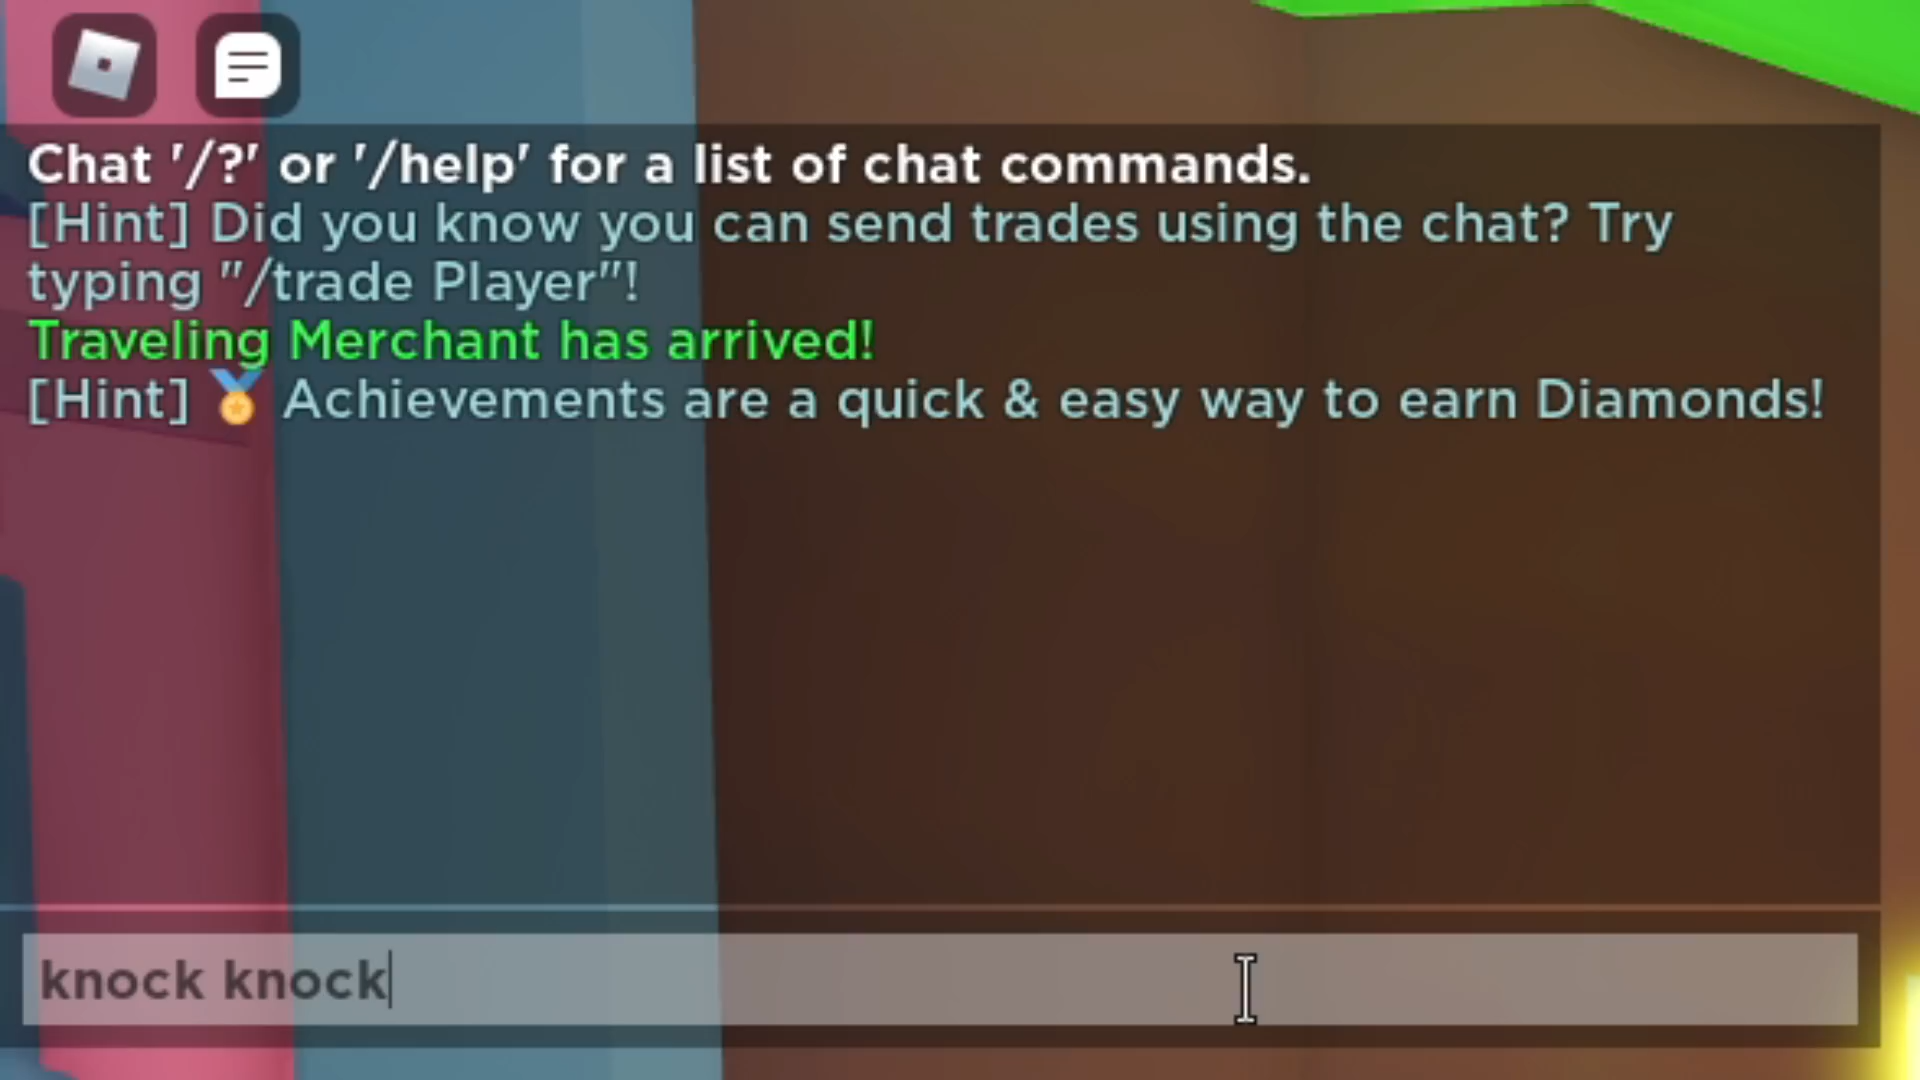 Chat '/?' or '/help' for a list of chat commands.
[Hint] Did you know you can send trades using the chat? Try
typing "/trade Player"!
Traveling Merchant has arrived!
[Hint] 🏅 Achievements are a quick & easy way to earn Diamonds!
knock knock